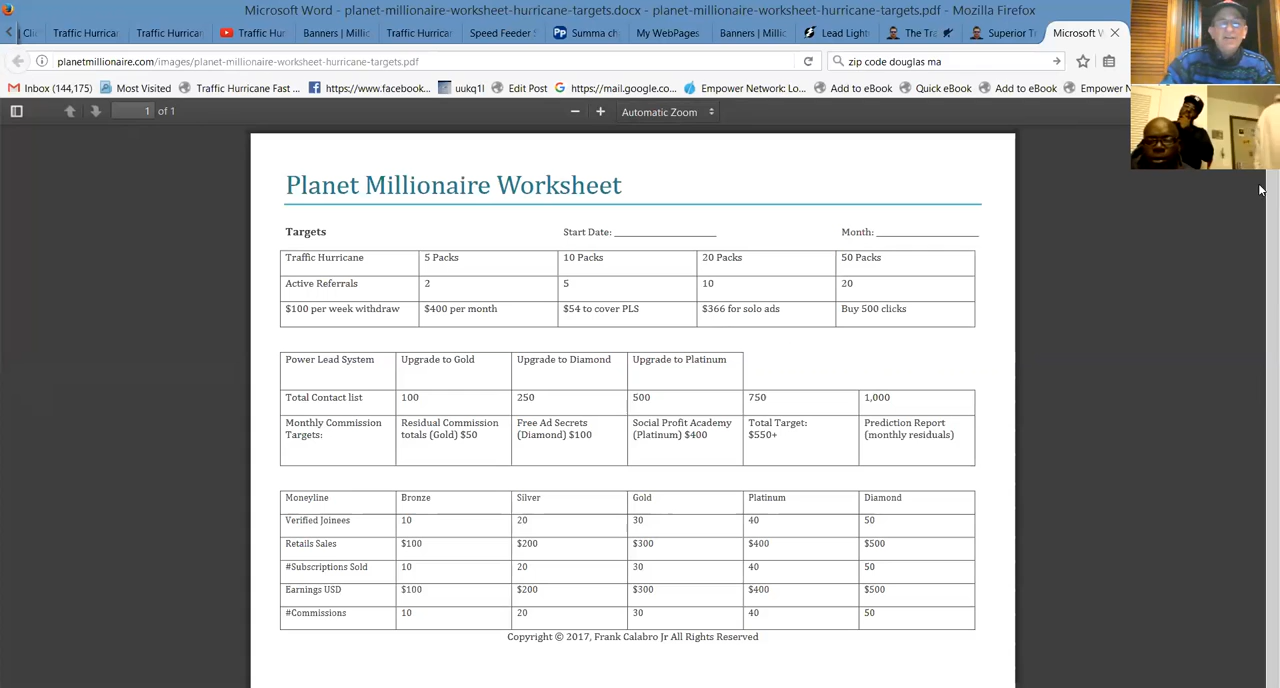 Microsoft Word - planet-millionaire-worksheet-hurricane-targets.docx - planet-millionaire-worksheet-hurricane-targets.pdf - Mozilla Firefox
Clic Traffic Hurrican Traffic Hurrican Traffic Hur Banners | Millic Traffic Hurrican Speed Feeder S Summa ch My WebPages Banners | Millic Lead Light The Tra Superior T Microsoft W
planetmillionaire.com/images/planet-millionaire-worksheet-hurricane-targets.pdf zip code douglas ma
Inbox (144,175) Most Visited Traffic Hurricane Fast ... https://www.facebook... uukq1l Edit Post https://mail.google.co... Empower Network: Lo... Add to eBook Quick eBook Add to eBook Empower N
1 of 1 Automatic Zoom
Planet Millionaire Worksheet
Targets Start Date: ____________________ Month: ____________________
Traffic Hurricane 5 Packs 10 Packs 20 Packs 50 Packs
Active Referrals 2 5 10 20
$100 per week withdraw $400 per month $54 to cover PLS $366 for solo ads Buy 500 clicks
Power Lead System Upgrade to Gold Upgrade to Diamond Upgrade to Platinum
Total Contact list 100 250 500 750 1,000
Monthly Commission Residual Commission Free Ad Secrets Social Profit Academy Total Target: Prediction Report
Targets: totals (Gold) $50 (Diamond) $100 (Platinum) $400 $550+ (monthly residuals)
Moneyline Bronze Silver Gold Platinum Diamond
Verified Joinees 10 20 30 40 50
Retails Sales $100 $200 $300 $400 $500
#Subscriptions Sold 10 20 30 40 50
Earnings USD $100 $200 $300 $400 $500
#Commissions 10 20 30 40 50
Copyright © 2017, Frank Calabro Jr All Rights Reserved